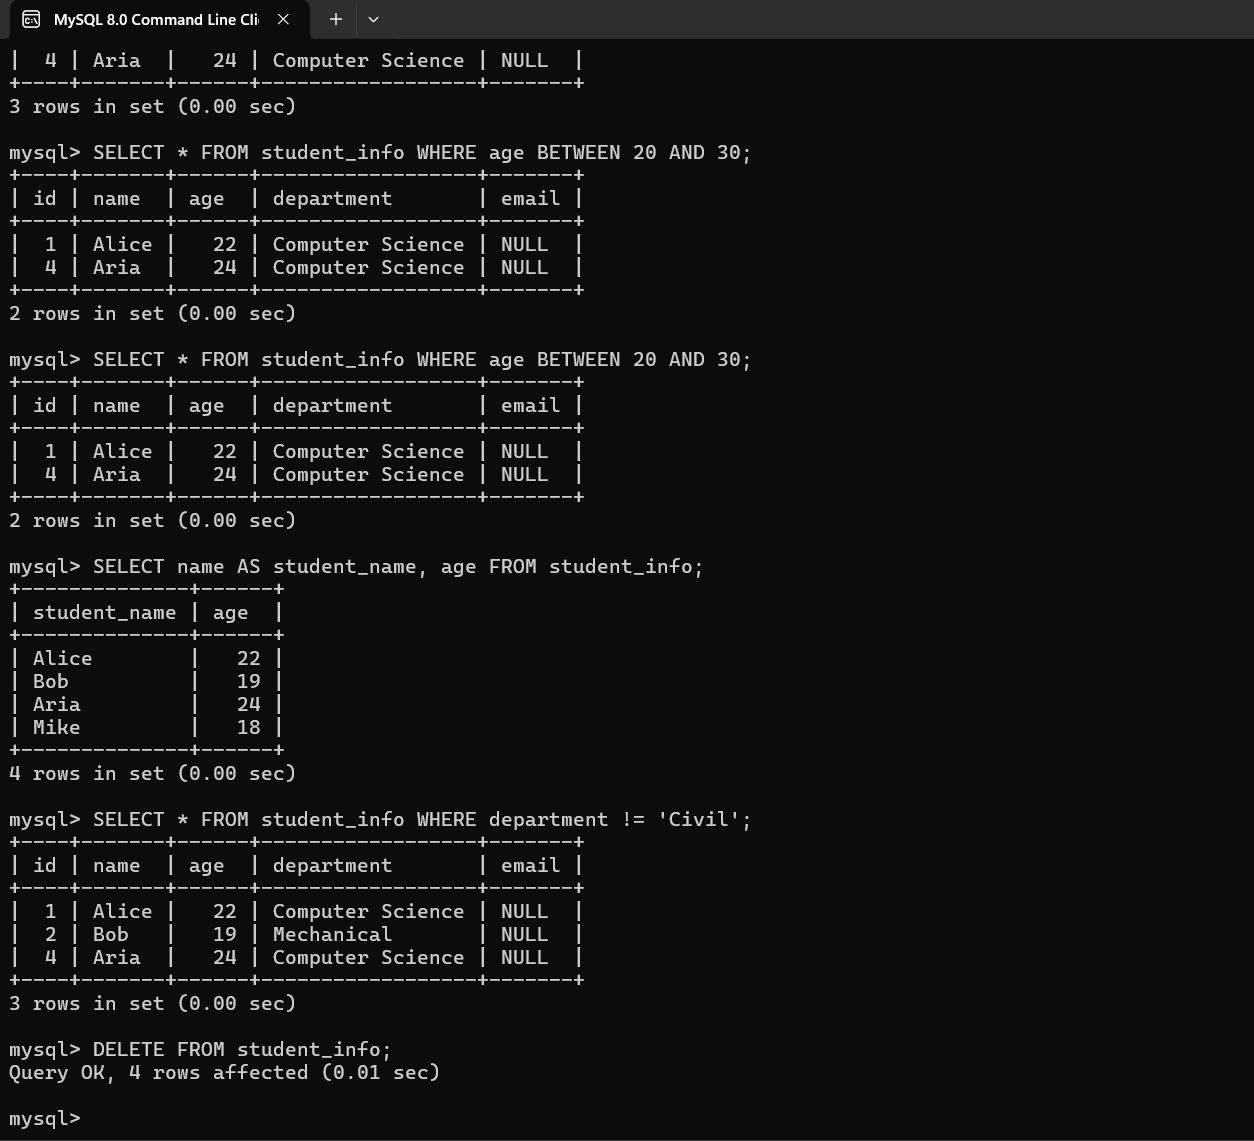 MySQL 8.0 Command Line Cli
|  4 | Aria  |   24 | Computer Science | NULL  |
+----+-------+------+------------------+-------+
3 rows in set (0.00 sec)
mysql> SELECT * FROM student_info WHERE age BETWEEN 20 AND 30;
+----+-------+------+------------------+-------+
| id | name  | age  | department       | email |
+----+-------+------+------------------+-------+
|  1 | Alice |   22 | Computer Science | NULL  |
|  4 | Aria  |   24 | Computer Science | NULL  |
+----+-------+------+------------------+-------+
2 rows in set (0.00 sec)
mysql> SELECT * FROM student_info WHERE age BETWEEN 20 AND 30;
+----+-------+------+------------------+-------+
| id | name  | age  | department       | email |
+----+-------+------+------------------+-------+
|  1 | Alice |   22 | Computer Science | NULL  |
|  4 | Aria  |   24 | Computer Science | NULL  |
+----+-------+------+------------------+-------+
2 rows in set (0.00 sec)
mysql> SELECT name AS student_name, age FROM student_info;
+--------------+------+
| student_name | age  |
+--------------+------+
| Alice        |   22 |
| Bob          |   19 |
| Aria         |   24 |
| Mike         |   18 |
+--------------+------+
4 rows in set (0.00 sec)
mysql> SELECT * FROM student_info WHERE department != 'Civil';
+----+-------+------+------------------+-------+
| id | name  | age  | department       | email |
+----+-------+------+------------------+-------+
|  1 | Alice |   22 | Computer Science | NULL  |
|  2 | Bob   |   19 | Mechanical       | NULL  |
|  4 | Aria  |   24 | Computer Science | NULL  |
+----+-------+------+------------------+-------+
3 rows in set (0.00 sec)
mysql> DELETE FROM student_info;
Query OK, 4 rows affected (0.01 sec)
mysql>